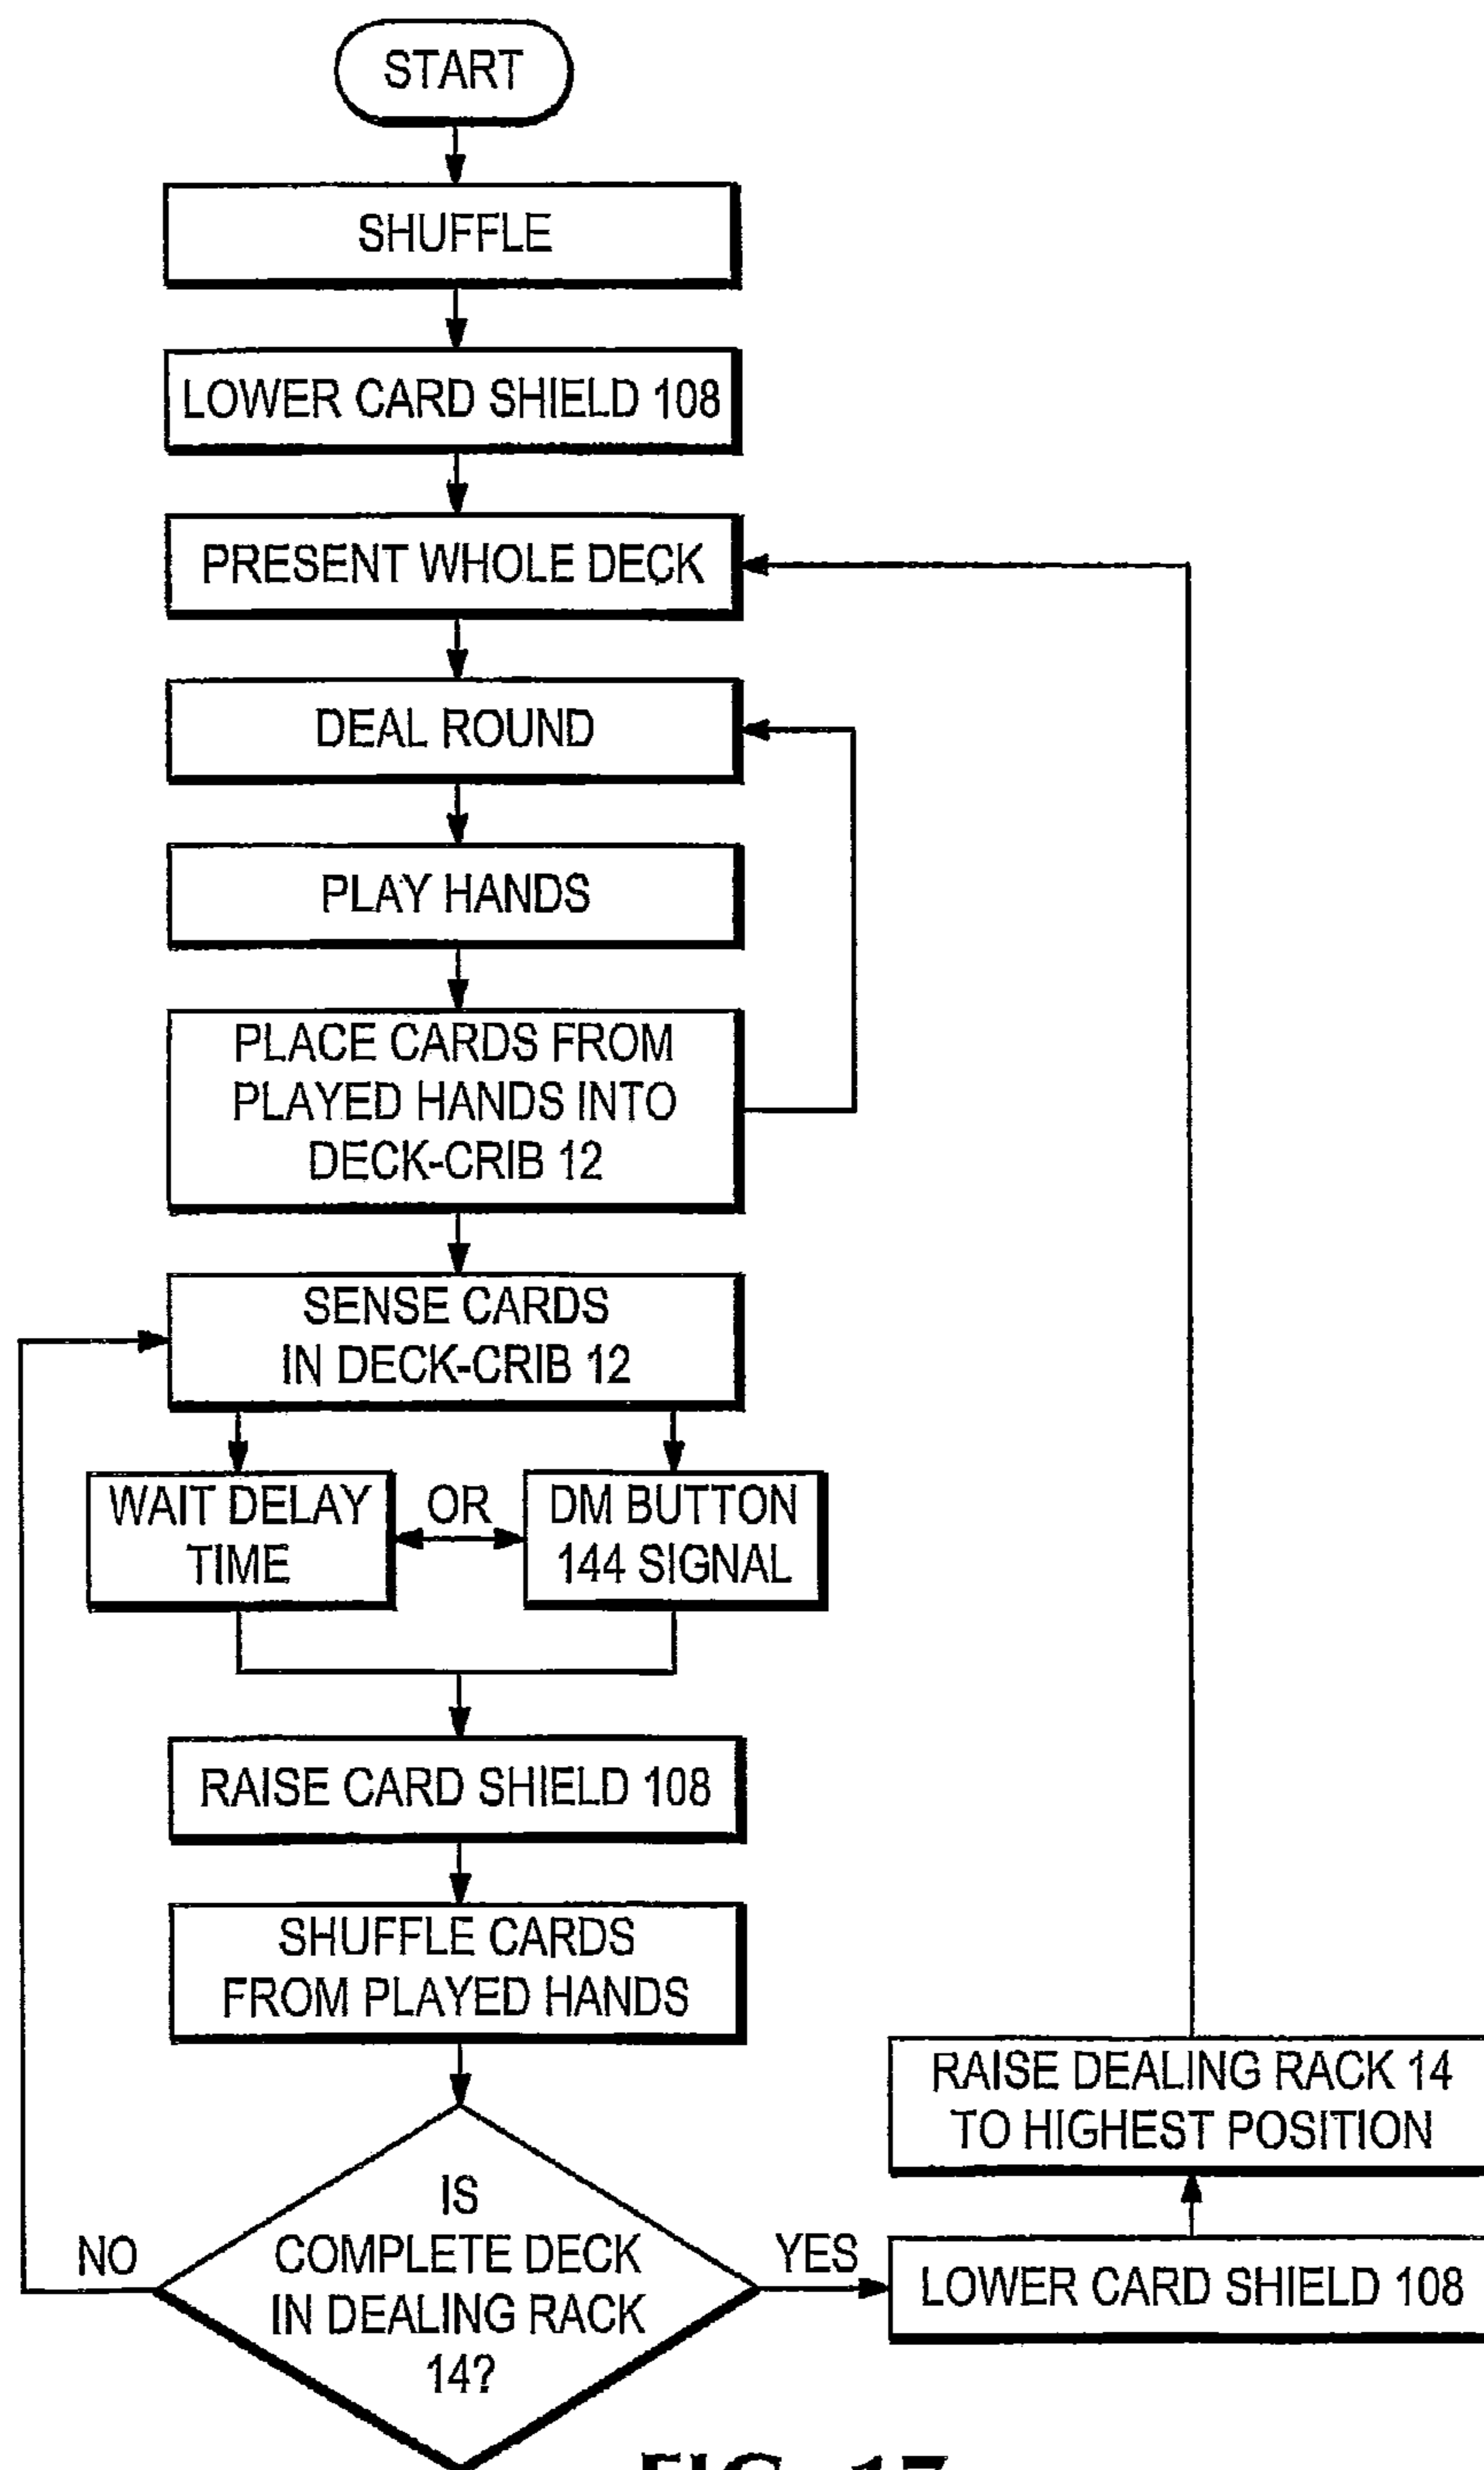 START
SHUFFLE
LOWER CARD SHIELD 108
PRESENT WHOLE DECK
DEAL ROUND
PLAY HANDS
PLACE CARDS FROM
PLAYED HANDS INTO
DECK-CRIB 12
SENSE CARDS
IN DECK-CRIB 12
WAIT DELAY
TIME
OR
DM BUTTON
144 SIGNAL
RAISE CARD SHIELD 108
SHUFFLE CARDS
FROM PLAYED HANDS
IS
COMPLETE DECK
IN DEALING RACK
14?
NO
YES
LOWER CARD SHIELD 108
RAISE DEALING RACK 14
TO HIGHEST POSITION